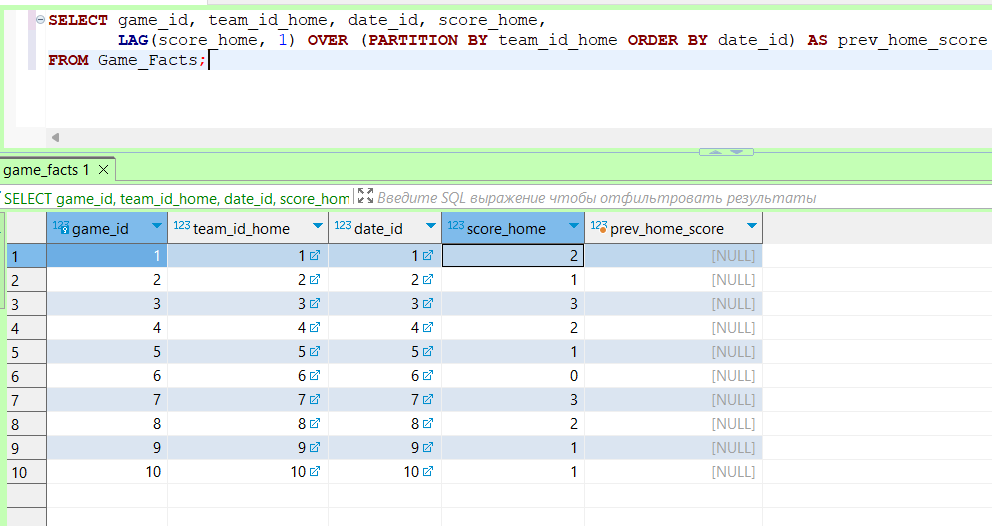 SELECT game_id, team_id_home, date_id, score_home,
LAG(score_home, 1) OVER (PARTITION BY team_id_home ORDER BY date_id) AS prev_home_score
FROM Game_Facts;
game_facts 1
SELECT game_id, team_id_home, date_id, score_hom Введите SQL выражение чтобы отфильтровать результаты
123 game_id 123 team_id_home 123 date_id 123 score_home 123 prev_home_score
1 1 1 1 2 [NULL]
2 2 2 2 1 [NULL]
3 3 3 3 3 [NULL]
4 4 4 4 2 [NULL]
5 5 5 5 1 [NULL]
6 6 6 6 0 [NULL]
7 7 7 7 3 [NULL]
8 8 8 8 2 [NULL]
9 9 9 9 1 [NULL]
10 10 10 10 1 [NULL]